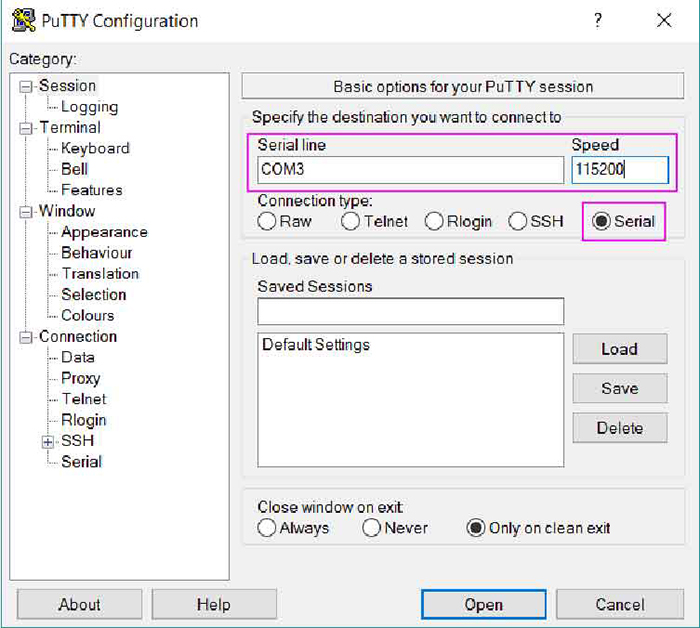 PuTTY Configuration
?
Category:
Session
Logging
Terminal
Keyboard
Bell
Features
Window
Appearance
Behaviour
Translation
Selection
Colours
Connection
Data
Proxy
Telnet
Rlogin
SSH
Serial
Basic options for your PuTTY session
Specify the destination you want to connect to
Serial line Speed
COM3 115200
Connection type:
Raw Telnet Rlogin SSH Serial
Load, save or delete a stored session
Saved Sessions
Default Settings
Load
Save
Delete
Close window on exit:
Always Never Only on clean exit
About Help Open Cancel